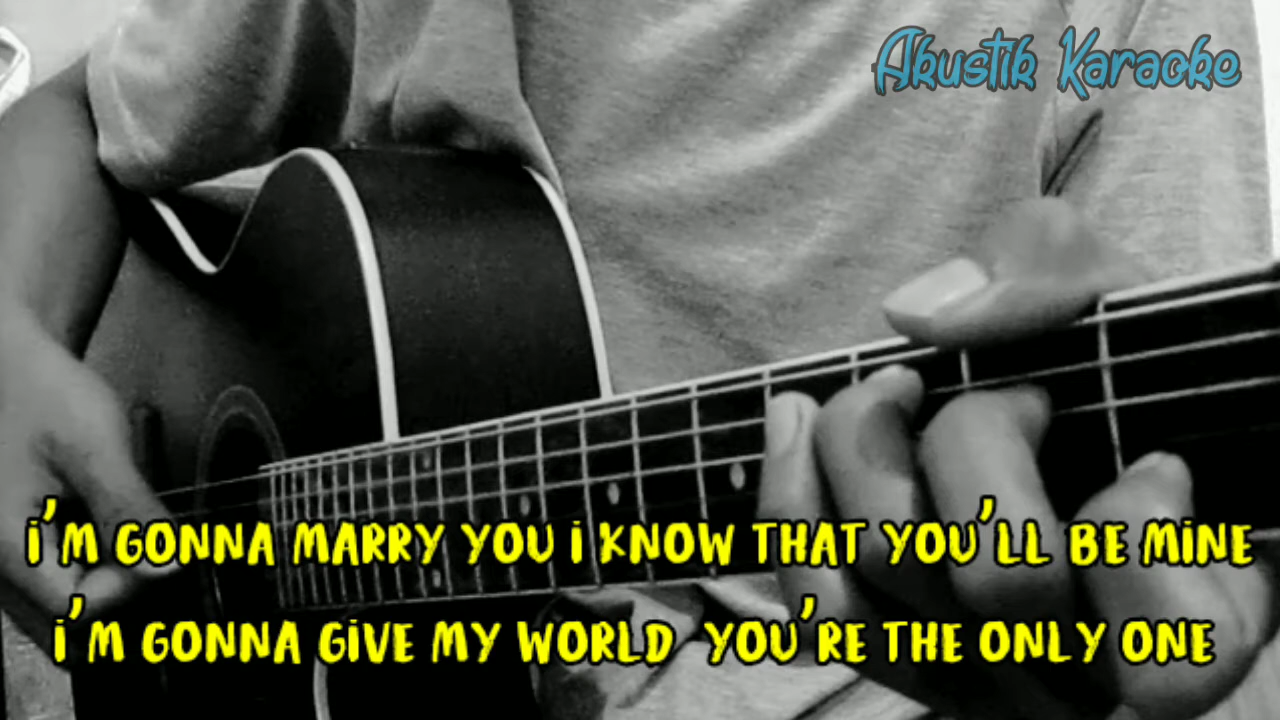 Akustik Karaoke
i'M GONNA MARRY YOU i KNOW THAT YOU'LL BE MiNE
i'M GONNA GiVE MY WORLD YOU'RE THE ONLY ONE